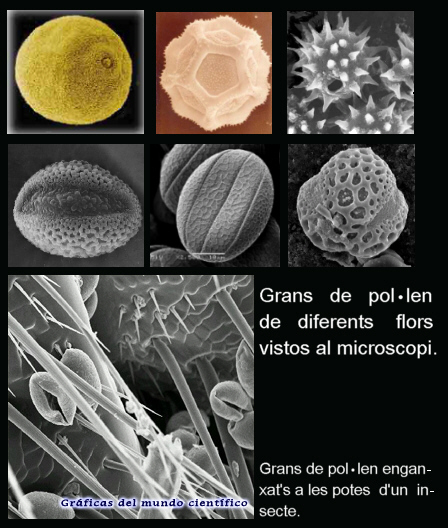 Grans de pol•len
de diferents flors
vistos al microscopi.
Gráficas del mundo científico
Grans de pol•len engan-
xat's a les potes d'un in-
secte.